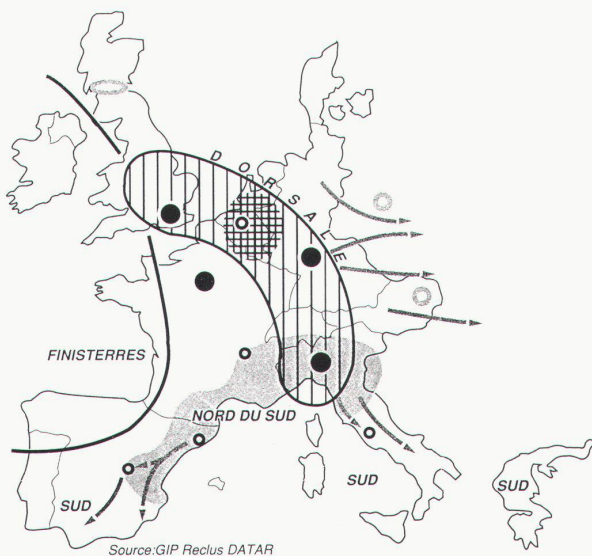 DORSALE
FINISTERRES
NORD DU SUD
SUD
SUD
SUD
Source:GIP Reclus DATAR